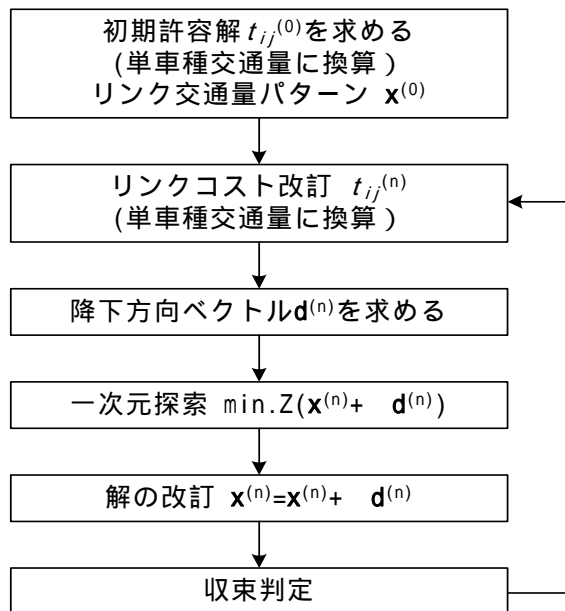 初期許容解 tᵢⱼ⁽⁰⁾を求める
(単車種交通量に換算)
リンク交通量パターン x⁽⁰⁾
リンクコスト改訂 tᵢⱼ⁽ⁿ⁾
(単車種交通量に換算)
降下方向ベクトルd⁽ⁿ⁾を求める
一次元探索 min.Z(x⁽ⁿ⁾+ d⁽ⁿ⁾)
解の改訂 x⁽ⁿ⁾=x⁽ⁿ⁾+ d⁽ⁿ⁾
収束判定